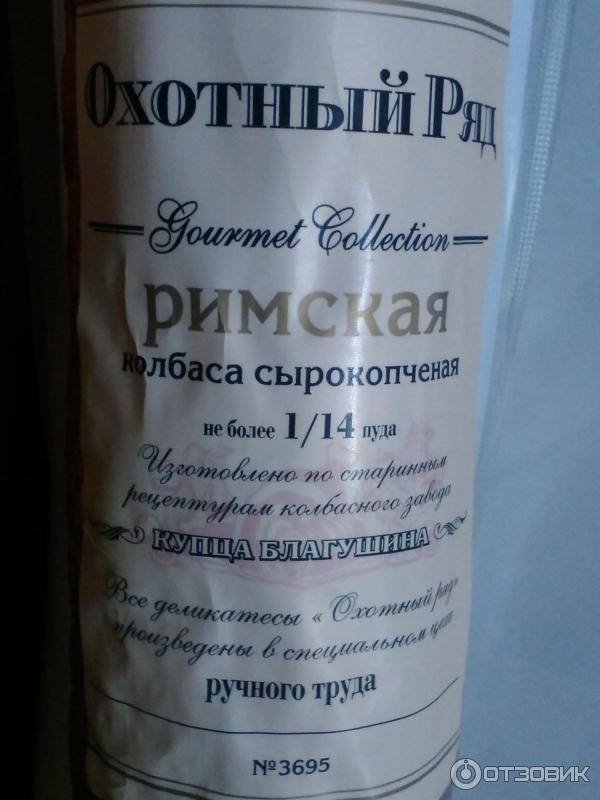 Охотный Ряд
Gourmet Collection
римская
колбаса сырокопченая
не более 1/14 пуда
Изготовлено по старинным
рецептурам колбасного завода
КУПЦА БЛАГУШИНА
Все деликатесы «Охотный ряд»
произведены в специальном цехе
ручного труда
№3695
ОТЗОВИК